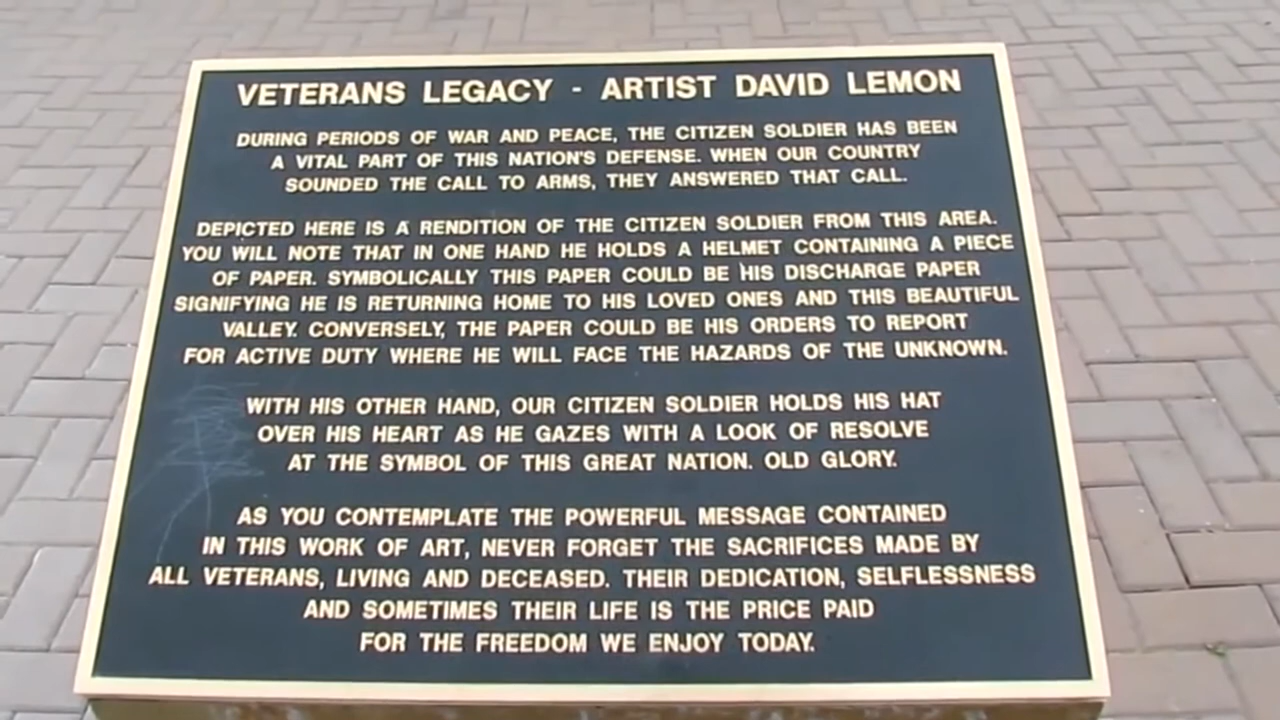 VETERANS LEGACY - ARTIST DAVID LEMON
DURING PERIODS OF WAR AND PEACE, THE CITIZEN SOLDIER HAS BEEN
A VITAL PART OF THIS NATION'S DEFENSE. WHEN OUR COUNTRY
SOUNDED THE CALL TO ARMS, THEY ANSWERED THAT CALL.
DEPICTED HERE IS A RENDITION OF THE CITIZEN SOLDIER FROM THIS AREA.
YOU WILL NOTE THAT IN ONE HAND HE HOLDS A HELMET CONTAINING A PIECE
OF PAPER. SYMBOLICALLY THIS PAPER COULD BE HIS DISCHARGE PAPER
SIGNIFYING HE IS RETURNING HOME TO HIS LOVED ONES AND THIS BEAUTIFUL
VALLEY. CONVERSELY, THE PAPER COULD BE HIS ORDERS TO REPORT
FOR ACTIVE DUTY WHERE HE WILL FACE THE HAZARDS OF THE UNKNOWN.
WITH HIS OTHER HAND, OUR CITIZEN SOLDIER HOLDS HIS HAT
OVER HIS HEART AS HE GAZES WITH A LOOK OF RESOLVE
AT THE SYMBOL OF THIS GREAT NATION. OLD GLORY.
AS YOU CONTEMPLATE THE POWERFUL MESSAGE CONTAINED
IN THIS WORK OF ART, NEVER FORGET THE SACRIFICES MADE BY
ALL VETERANS, LIVING AND DECEASED. THEIR DEDICATION, SELFLESSNESS
AND SOMETIMES THEIR LIFE IS THE PRICE PAID
FOR THE FREEDOM WE ENJOY TODAY.